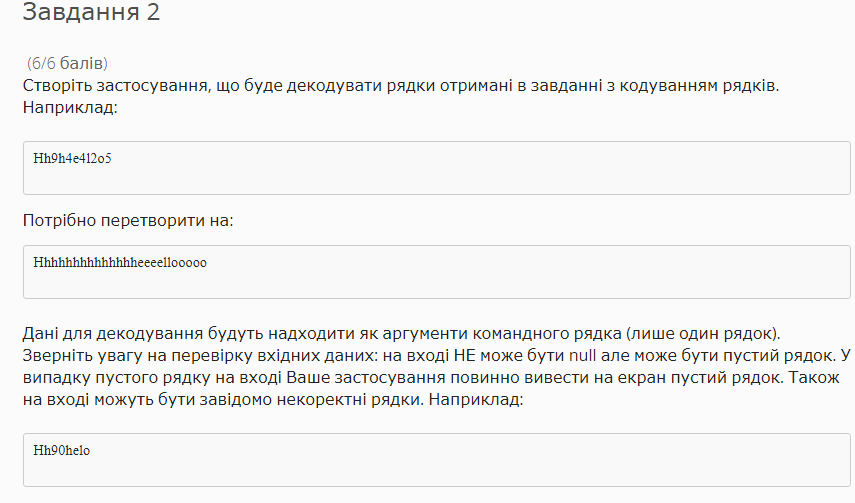 Завдання 2
(6/6 балів)
Створіть застосування, що буде декодувати рядки отримані в завданні з кодуванням рядків.
Наприклад:
Hh9h4e4l2o5
Потрібно перетворити на:
Hhhhhhhhhhhhhheeeellooooo
Дані для декодування будуть надходити як аргументи командного рядка (лише один рядок).
Зверніть увагу на перевірку вхідних даних: на вході НЕ може бути null але може бути пустий рядок. У
випадку пустого рядку на вході Ваше застосування повинно вивести на екран пустий рядок. Також
на вході можуть бути завідомо некоректні рядки. Наприклад:
Hh90helo